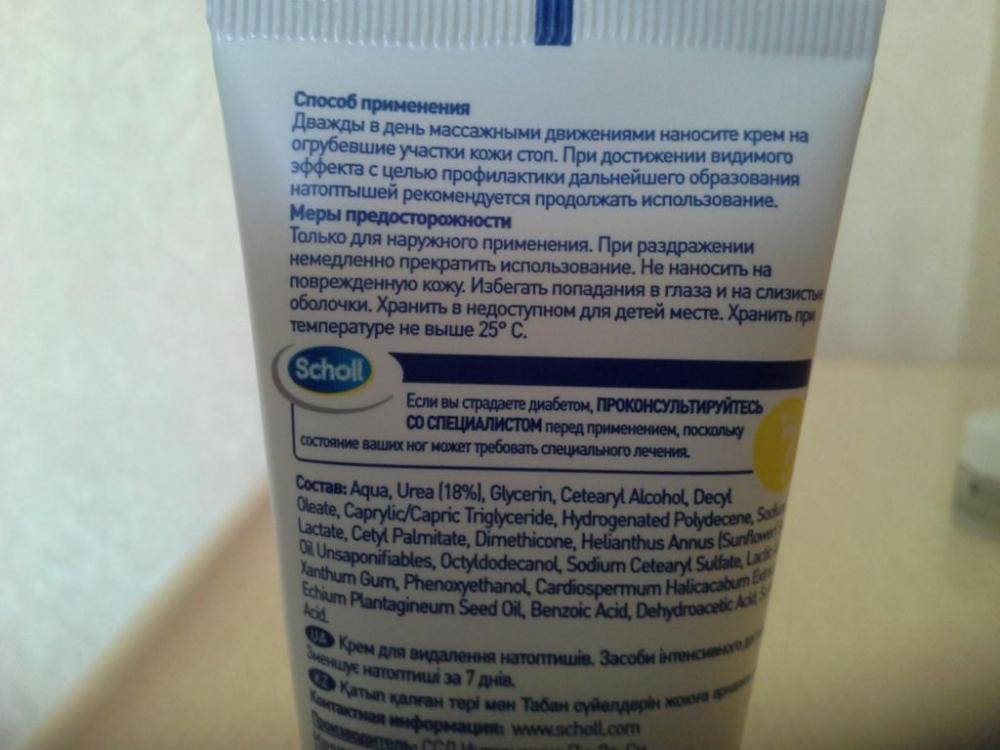 Способ применения
Дважды в день массажными движениями наносите крем на
огрубевшие участки кожи стоп. При достижении видимого
эффекта с целью профилактики дальнейшего образования
натоптышей рекомендуется продолжать использование.
Меры предосторожности
Только для наружного применения. При раздражении
немедленно прекратить использование. Не наносить на
поврежденную кожу. Избегать попадания в глаза и на слизистые
оболочки. Хранить в недоступном для детей месте. Хранить при
температуре не выше 25° С.
Scholl
Если вы страдаете диабетом, ПРОКОНСУЛЬТИРУЙТЕСЬ
СО СПЕЦИАЛИСТОМ перед применением, поскольку
состояние ваших ног может требовать специального лечения.
Состав: Aqua, Urea (18%), Glycerin, Cetearyl Alcohol, Decyl
Oleate, Caprylic/Capric Triglyceride, Hydrogenated Polydecene, Sodium
Lactate, Cetyl Palmitate, Dimethicone, Helianthus Annus (Sunflower)
Oil Unsaponifiables, Octyldodecanol, Sodium Cetearyl Sulfate, Lactic
Xanthum Gum, Phenoxyethanol, Cardiospermum Halicacabum
Echium Plantagineum Seed Oil, Benzoic Acid, Dehydroacetic Acid,
Acid.
UA Крем для видалення натоптишів. Засоби інтенсивного
Зменшує натоптиші за 7 днів.
KZ Қатып қалған тері мен Табан сүйелдерін жоюға
Контактная информация: www.scholl.com
Производитель: